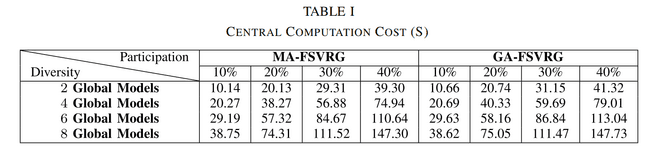 TABLE I
CENTRAL COMPUTATION COST (S)
Participation MA-FSVRG GA-FSVRG
Diversity 10% 20% 30% 40% 10% 20% 30% 40%
2 Global Models 10.14 20.13 29.31 39.30 10.66 20.74 31.15 41.32
4 Global Models 20.27 38.27 56.88 74.94 20.69 40.33 59.69 79.01
6 Global Models 29.19 57.32 84.67 110.64 29.63 58.16 86.84 113.04
8 Global Models 38.75 74.31 111.52 147.30 38.62 75.05 111.47 147.73